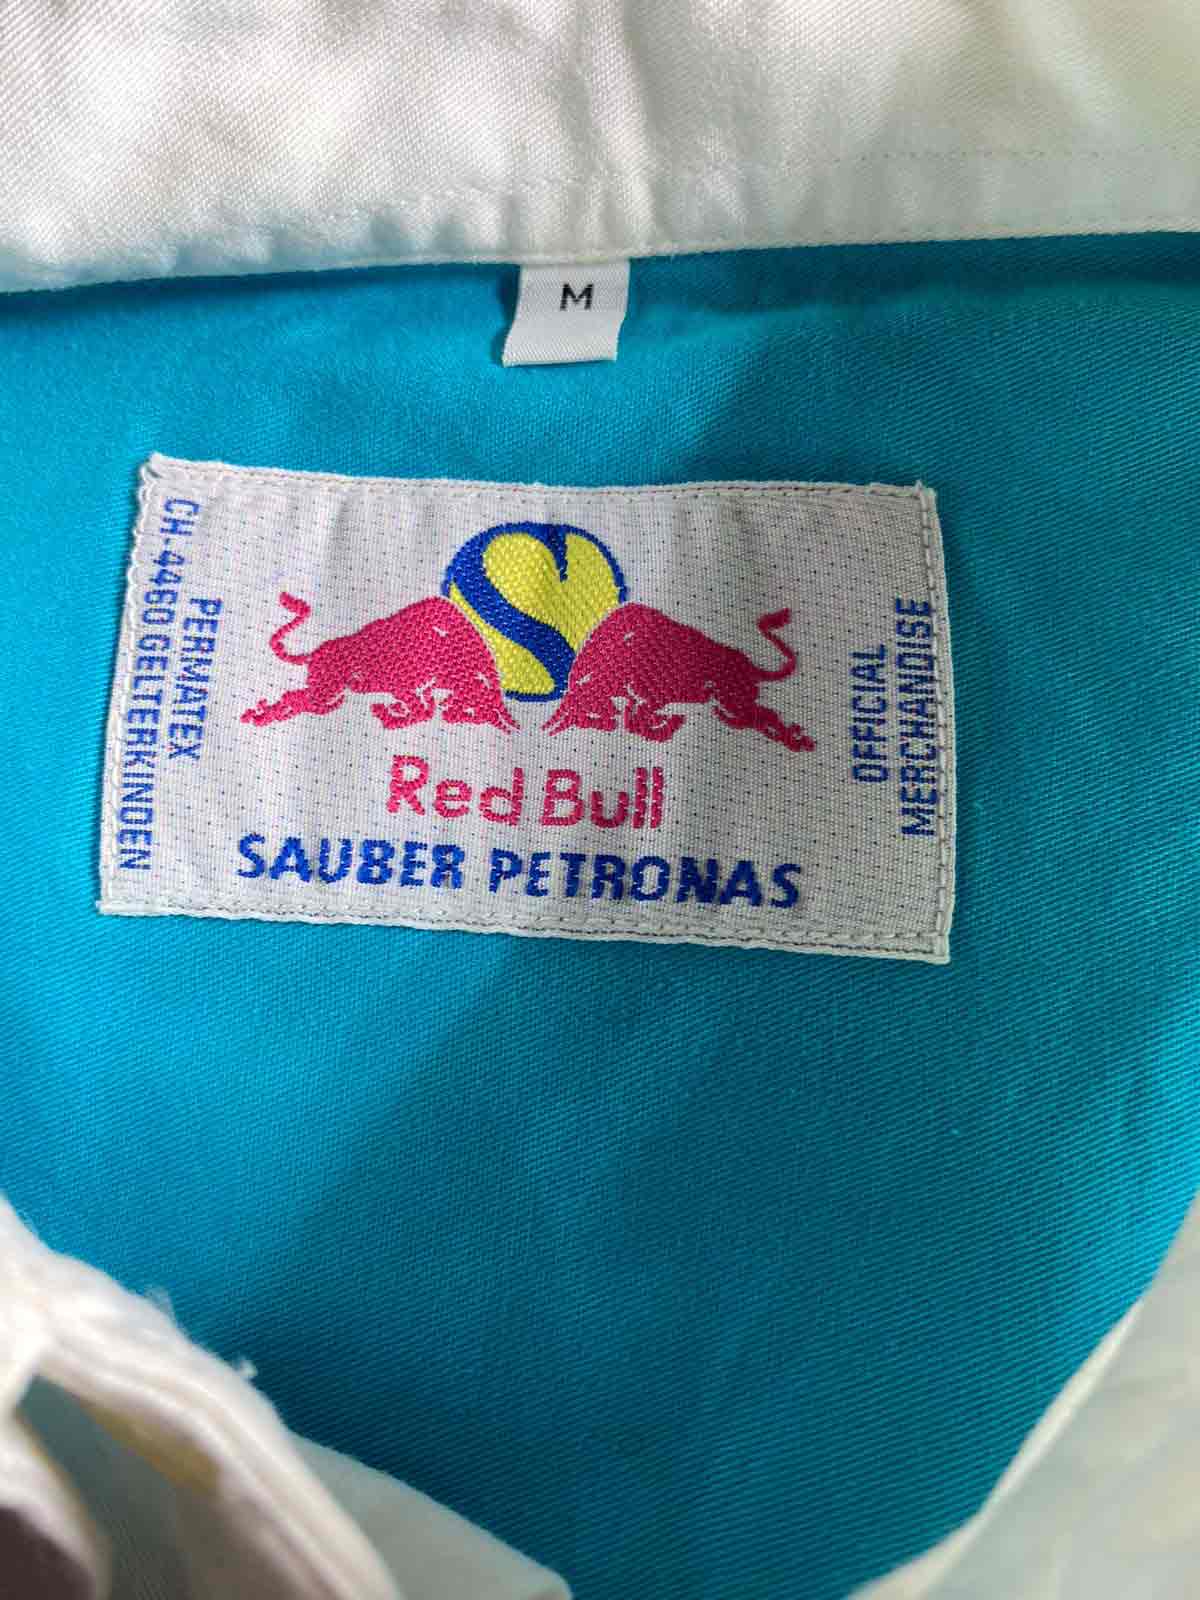 M
CH-4460 GELTERKINDEN
PERMATEX
Red Bull
SAUBER PETRONAS
OFFICIAL
MERCHANDISE